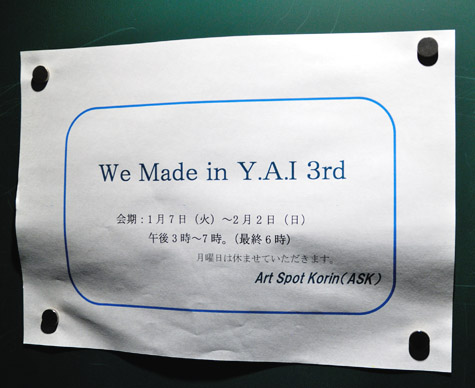 We Made in Y.A.I 3rd
会期：1月7日（火）～2月2日（日）
午後3時～7時。（最終6時）
月曜日は休ませていただきます。
Art Spot Korin（ASK）